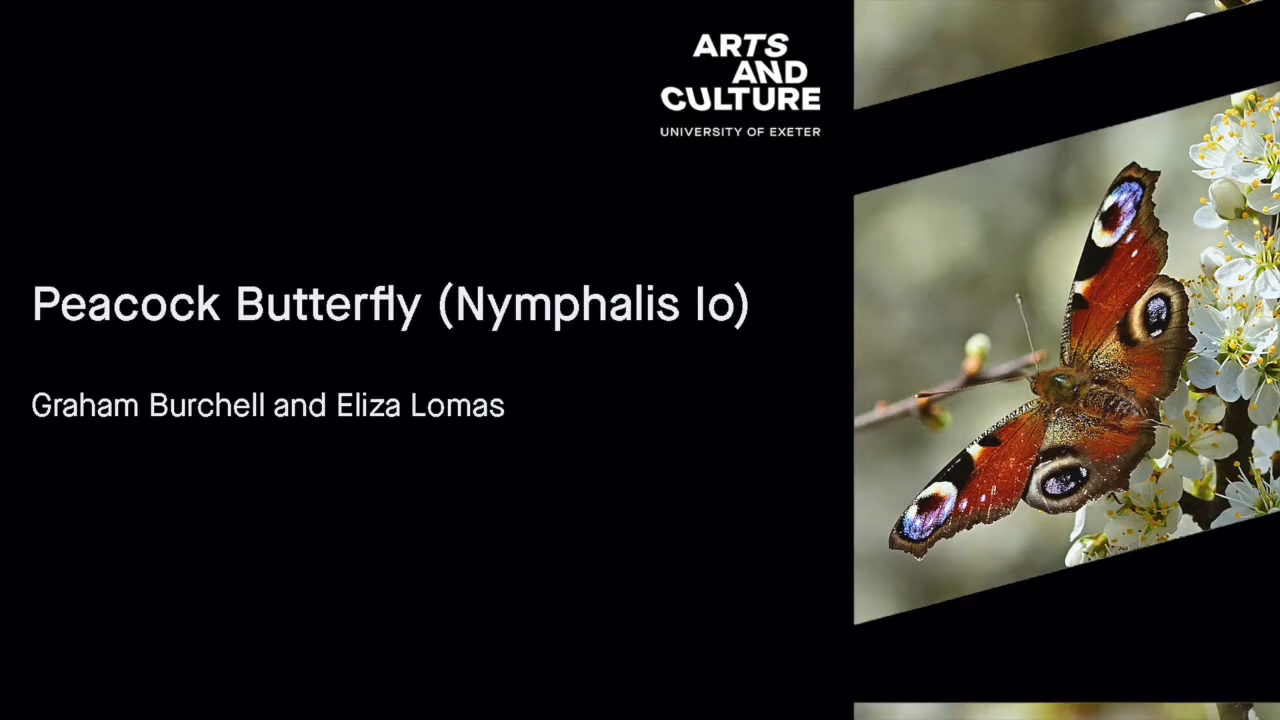 ARTS
AND
CULTURE
UNIVERSITY OF EXETER
Peacock Butterfly (Nymphalis Io)
Graham Burchell and Eliza Lomas